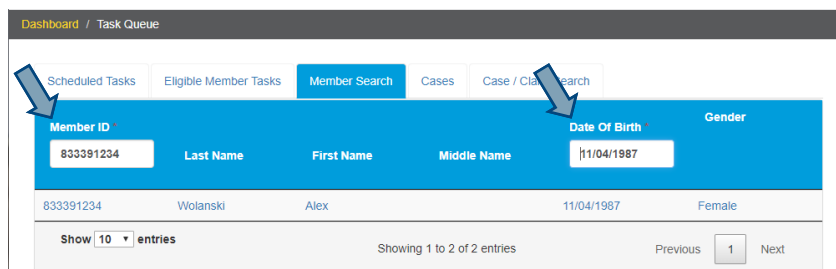 Dashboard / Task Queue
Scheduled Tasks Eligible Member Tasks Member Search Cases Case / Search
Member ID * Date Of Birth * Gender
833391234 Last Name First Name Middle Name 11/04/1987
833391234 Wolanski Alex 11/04/1987 Female
Show 10 entries Showing 1 to 2 of 2 entries Previous 1 Next